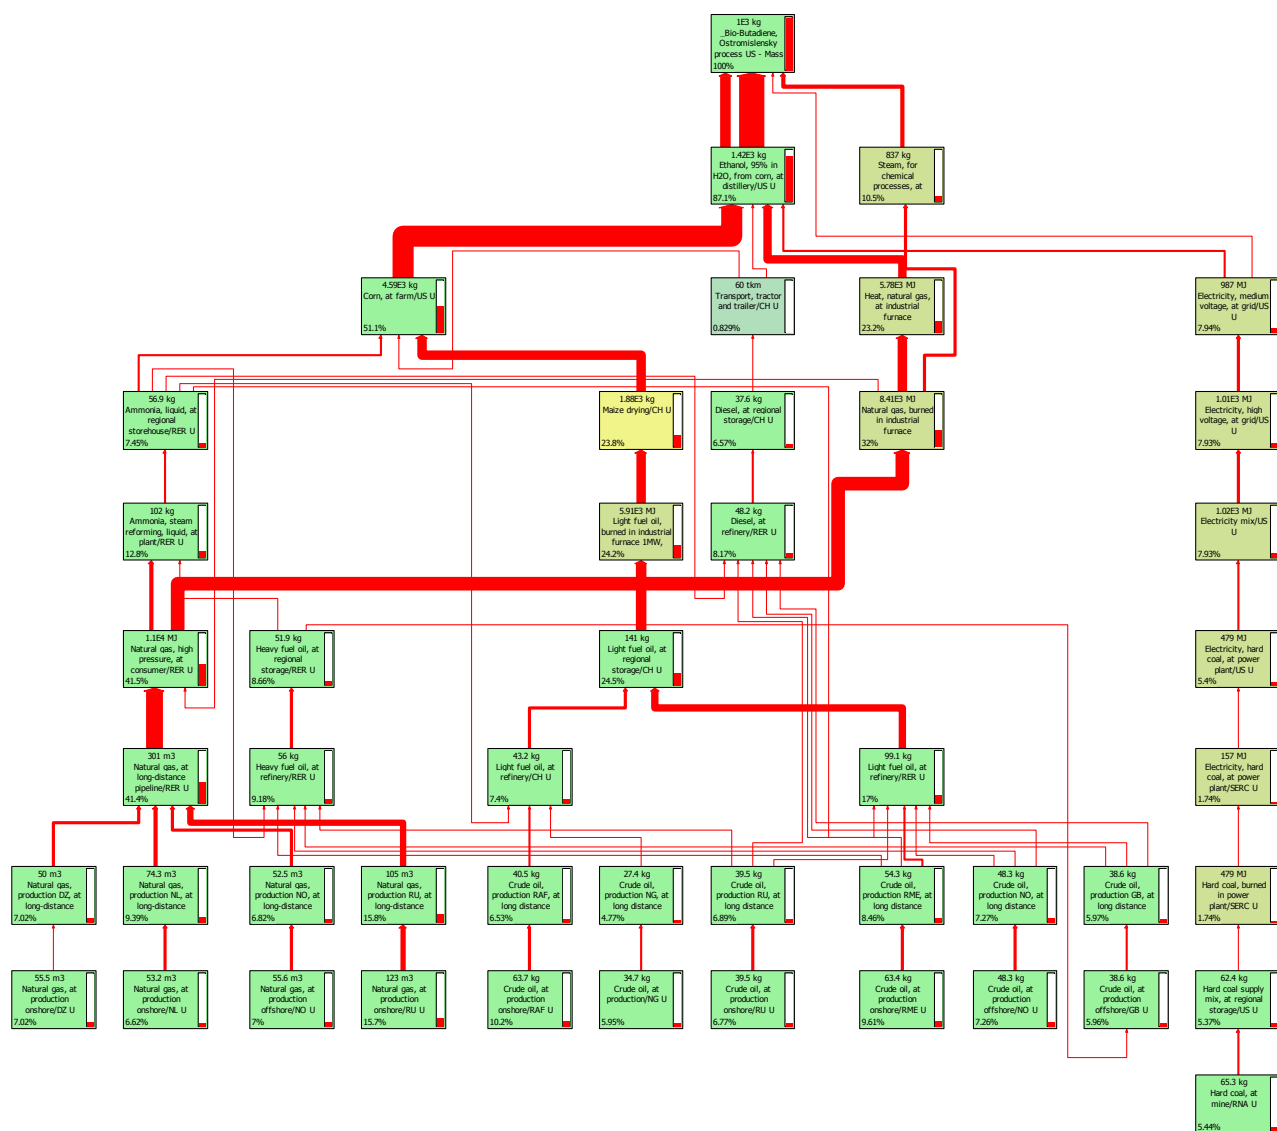 1E3 kg
_Bio-Butadiene,
Ostromislensky
process US - Mass
100%
1.42E3 kg
Ethanol, 95% in
H2O, from corn, at
distillery/US U
87.1%
837 kg
Steam, for
chemical
processes, at
10.5%
4.59E3 kg
Corn, at farm/US U
51.1%
60 tkm
Transport, tractor
and trailer/CH U
0.829%
5.78E3 MJ
Heat, natural gas,
at industrial
furnace
23.2%
987 MJ
Electricity, medium
voltage, at grid/US
U
7.94%
56.9 kg
Ammonia, liquid, at
regional
storehouse/RER U
7.45%
1.88E3 kg
Maize drying/CH U
23.8%
37.6 kg
Diesel, at regional
storage/CH U
6.57%
8.41E3 MJ
Natural gas, burned
in industrial
furnace
32%
1.01E3 MJ
Electricity, high
voltage, at grid/US
U
7.93%
102 kg
Ammonia, steam
reforming, liquid, at
plant/RER U
12.8%
5.91E3 MJ
Light fuel oil,
burned in industrial
furnace 1MW,
24.2%
48.2 kg
Diesel, at
refinery/RER U
8.17%
1.02E3 MJ
Electricity mix/US
U
7.93%
1.1E4 MJ
Natural gas, high
pressure, at
consumer/RER U
41.5%
51.9 kg
Heavy fuel oil, at
regional
storage/RER U
8.66%
141 kg
Light fuel oil, at
regional
storage/CH U
24.5%
479 MJ
Electricity, hard
coal, at power
plant/US U
5.4%
301 m3
Natural gas, at
long-distance
pipeline/RER U
41.4%
56 kg
Heavy fuel oil, at
refinery/RER U
9.18%
43.2 kg
Light fuel oil, at
refinery/CH U
7.4%
99.1 kg
Light fuel oil, at
refinery/RER U
17%
157 MJ
Electricity, hard
coal, at power
plant/SERC U
1.74%
50 m3
Natural gas,
production DZ, at
long-distance
7.02%
74.3 m3
Natural gas,
production NL, at
long-distance
9.39%
52.5 m3
Natural gas,
production NO, at
long-distance
6.82%
105 m3
Natural gas,
production RU, at
long-distance
15.8%
40.5 kg
Crude oil,
production RAF, at
long distance
6.53%
27.4 kg
Crude oil,
production NG, at
long distance
4.77%
39.5 kg
Crude oil,
production RU, at
long distance
6.89%
54.3 kg
Crude oil,
production RME, at
long distance
8.46%
48.3 kg
Crude oil,
production NO, at
long distance
7.27%
38.6 kg
Crude oil,
production GB, at
long distance
5.97%
479 MJ
Hard coal, burned
in power
plant/SERC U
1.74%
55.5 m3
Natural gas, at
production
onshore/DZ U
7.02%
53.2 m3
Natural gas, at
production
onshore/NL U
6.62%
55.6 m3
Natural gas, at
production
offshore/NO U
7%
123 m3
Natural gas, at
production
onshore/RU U
15.7%
63.7 kg
Crude oil, at
production
onshore/RAF U
10.2%
34.7 kg
Crude oil, at
production/NG U
5.95%
39.5 kg
Crude oil, at
production
onshore/RU U
6.77%
63.4 kg
Crude oil, at
production
onshore/RME U
9.61%
48.3 kg
Crude oil, at
production
offshore/NO U
7.26%
38.6 kg
Crude oil, at
production
offshore/GB U
5.96%
62.4 kg
Hard coal supply
mix, at regional
storage/US U
5.37%
65.3 kg
Hard coal, at
mine/RNA U
5.44%